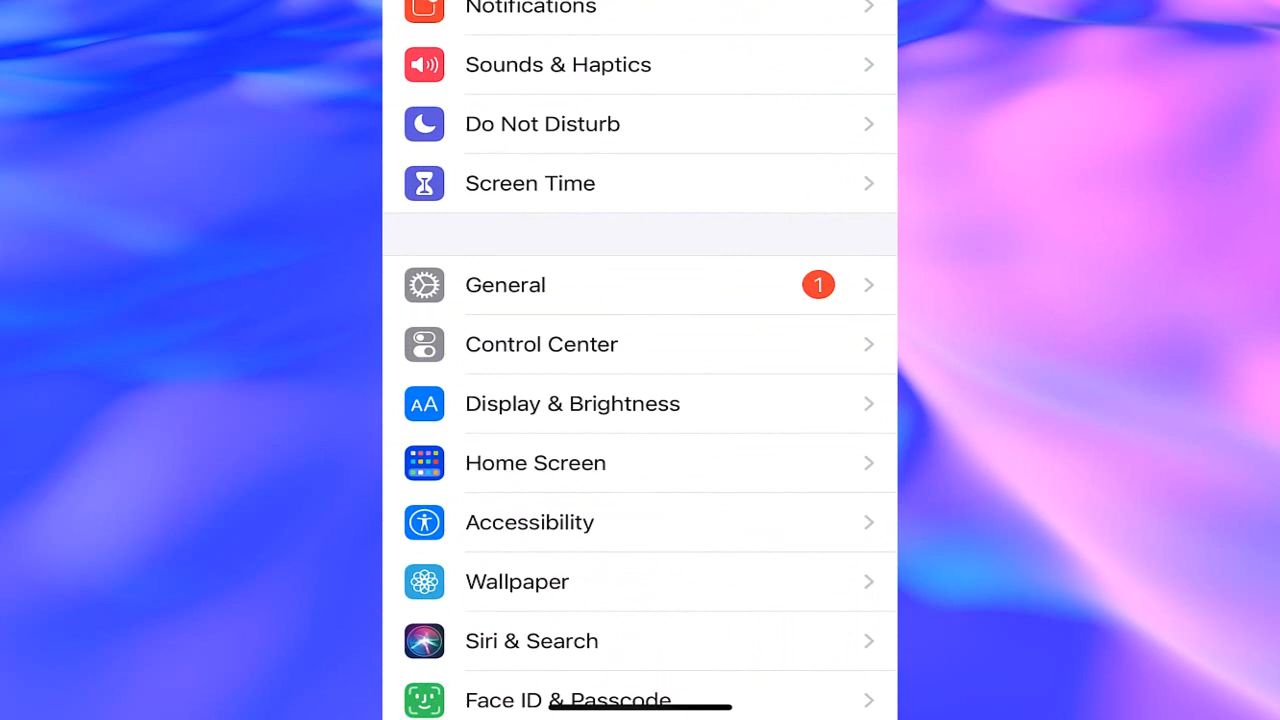 Notifications
Sounds & Haptics
Do Not Disturb
Screen Time
General 1
Control Center
AA Display & Brightness
Home Screen
Accessibility
Wallpaper
Siri & Search
Face ID & Passcode